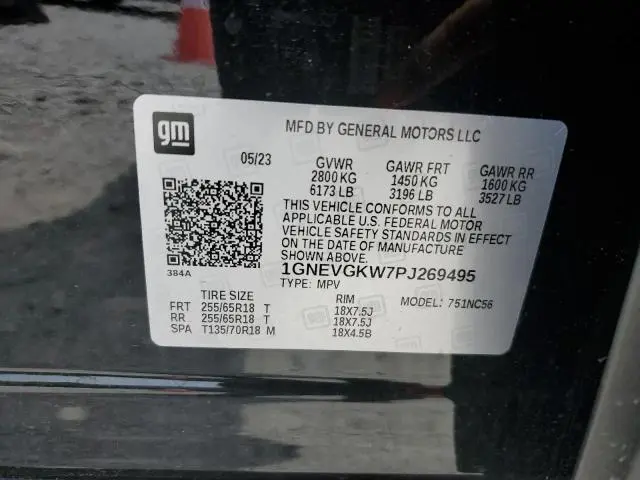 gm
MFD BY GENERAL MOTORS LLC
05/23 GVWR GAWR FRT GAWR RR
2800 KG 1450 KG 1600 KG
6173 LB 3196 LB 3527 LB
THIS VEHICLE CONFORMS TO ALL
APPLICABLE U.S. FEDERAL MOTOR
VEHICLE SAFETY STANDARDS IN EFFECT
ON THE DATE OF MANUFACTURE
SHOWN ABOVE.
384A
1GNEVGKW7PJ269495
TYPE: MPV MODEL: 751NC56
TIRE SIZE RIM
FRT 255/65R18 T 18X7.5J
RR 255/65R18 T 18X7.5J
SPA T135/70R18 M 18X4.5B